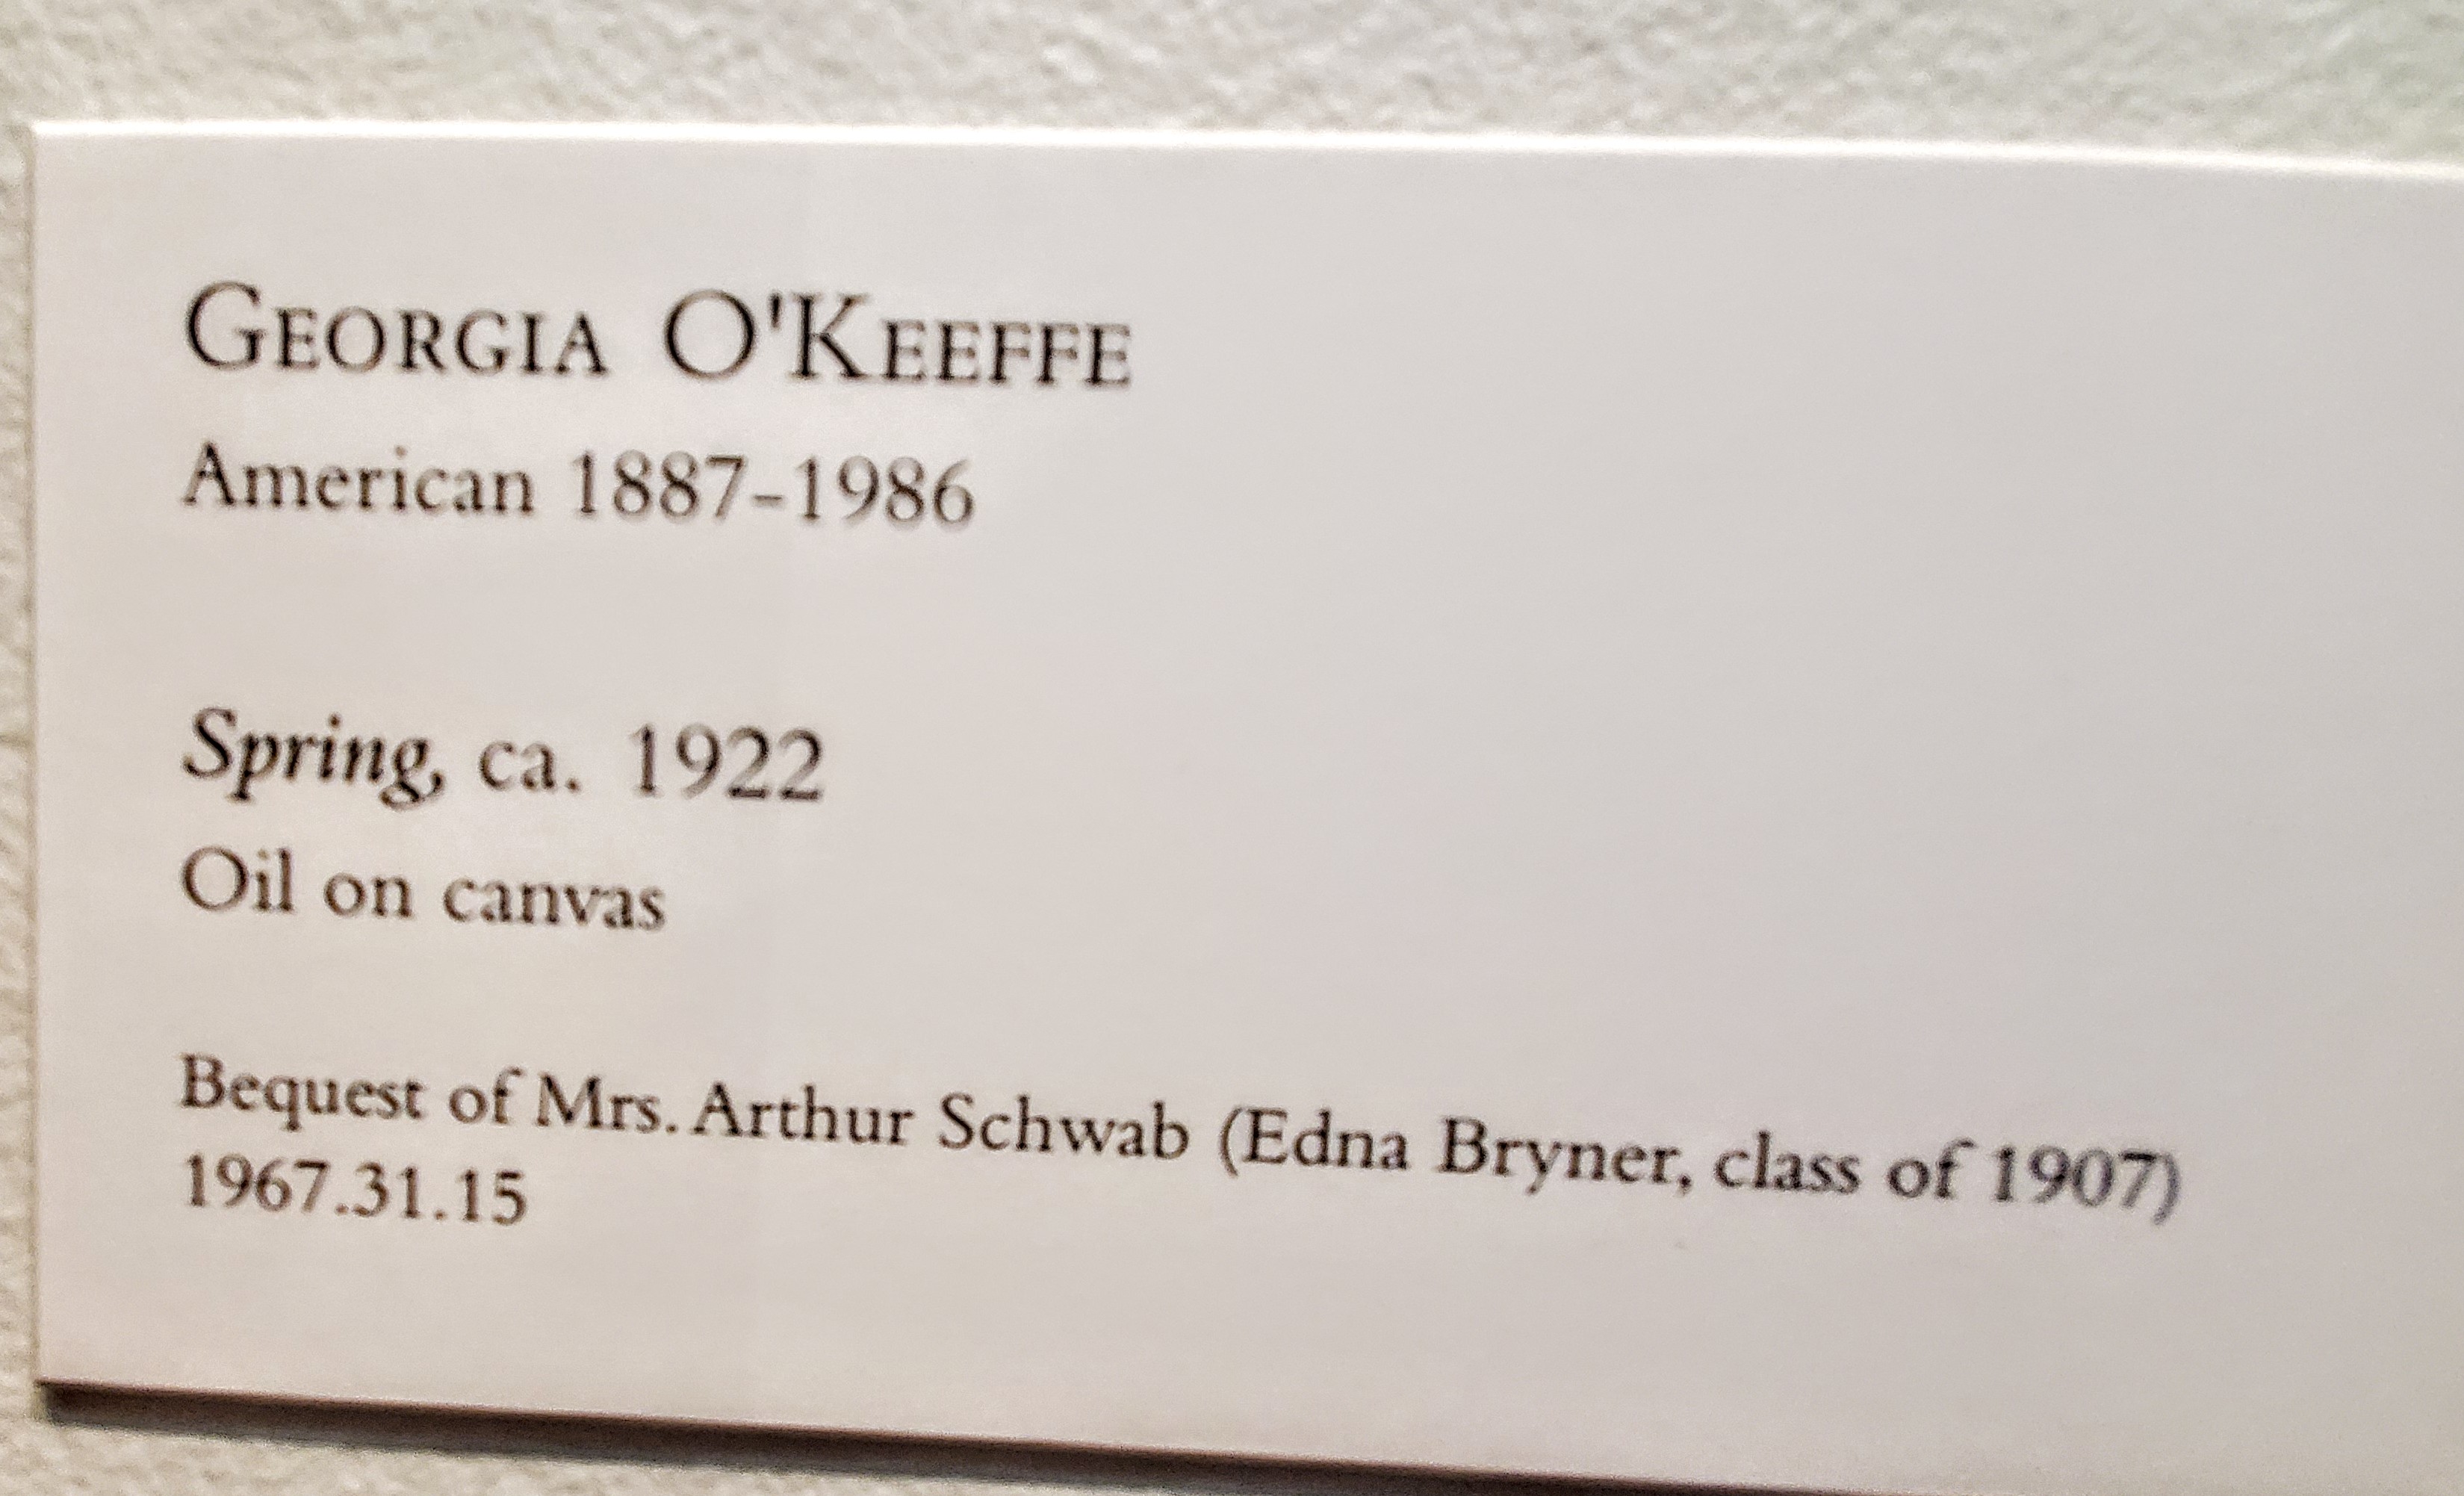 GEORGIA O'KEEFFE
American 1887-1986
Spring, ca. 1922
Oil on canvas
Bequest of Mrs. Arthur Schwab (Edna Bryner, class of 1907)
1967.31.15